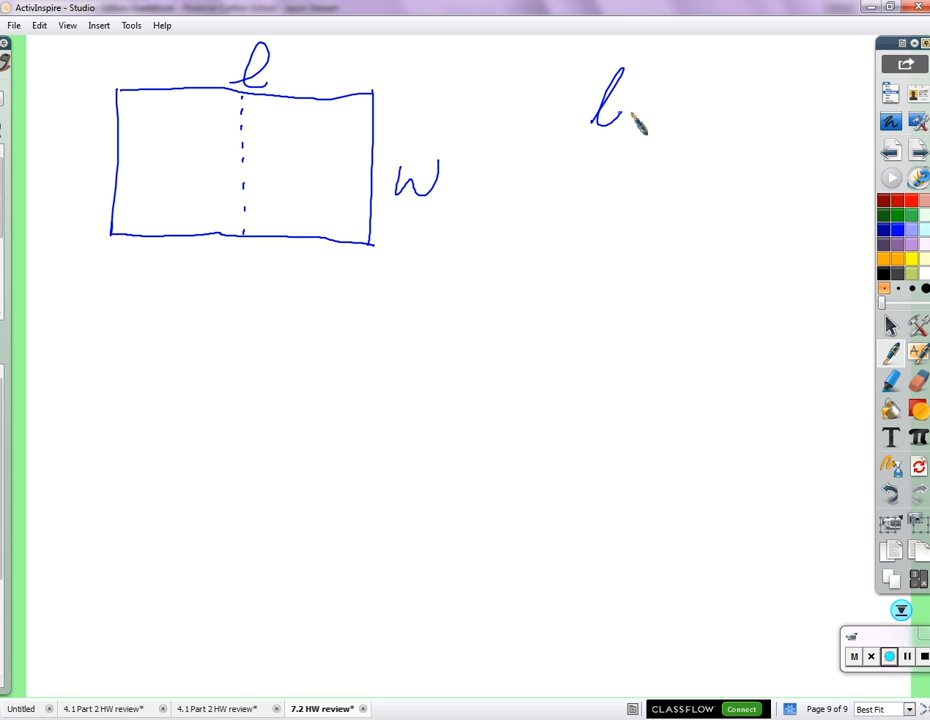 ActivInspire - Studio
File Edit View Insert Tools Help
l
l
w
M
Untitled 4.1 Part 2 HW review* 4.1 Part 2 HW review* 7.2 HW review*
CLASSFLOW Connect
Page 9 of 9 Best Fit